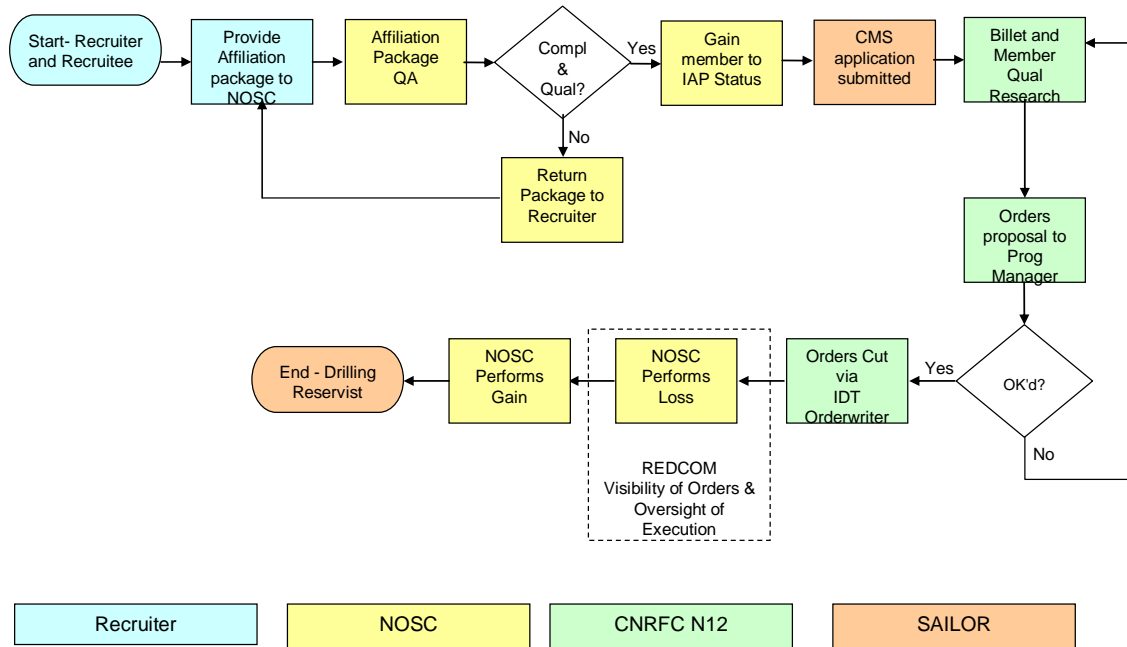 Start- Recruiter
and Recruitee
Provide
Affiliation
package to
NOSC
Affiliation
Package
QA
Compl
&
Qual?
Yes
No
Return
Package to
Recruiter
Gain
member to
IAP Status
CMS
application
submitted
Billet and
Member
Qual
Research
Orders
proposal to
Prog
Manager
OK'd?
Yes
No
Orders Cut
via
IDT
Orderwriter
NOSC
Performs
Loss
REDCOM
Visibility of Orders &
Oversight of
Execution
NOSC
Performs
Gain
End - Drilling
Reservist
Recruiter
NOSC
CNRFC N12
SAILOR